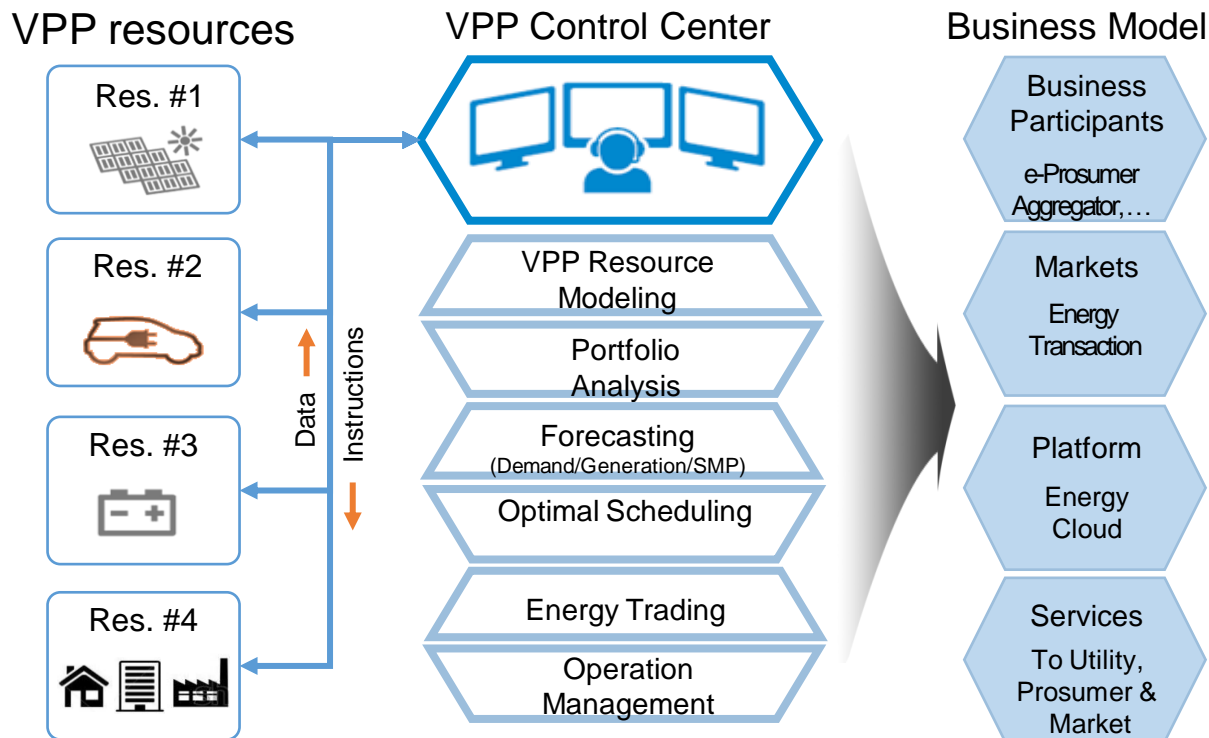 VPP resources
Res. #1
Res. #2
Res. #3
Res. #4
Data
Instructions
VPP Control Center
VPP Resource
Modeling
Portfolio
Analysis
Forecasting
(Demand/Generation/SMP)
Optimal Scheduling
Energy Trading
Operation
Management
Business Model
Business
Participants
e-Prosumer
Aggregator,…
Markets
Energy
Transaction
Platform
Energy
Cloud
Services
To Utility,
Prosumer &
Market